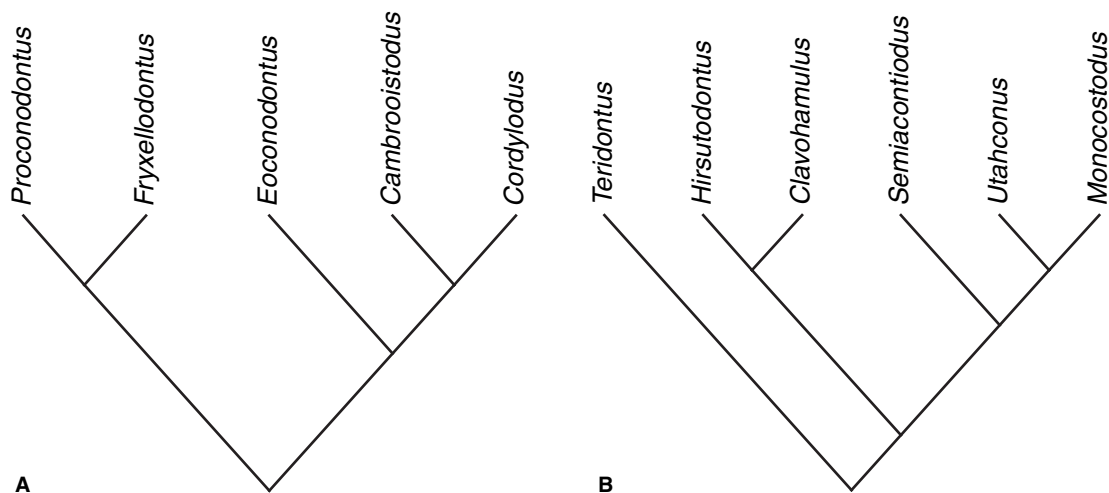 Proconodontus
Fryxellodontus
Eoconodontus
Cambrooistodus
Cordylodus
A
Teridontus
Hirsutodontus
Clavohamulus
Semiacontiodus
Utahconus
Monocostodus
B